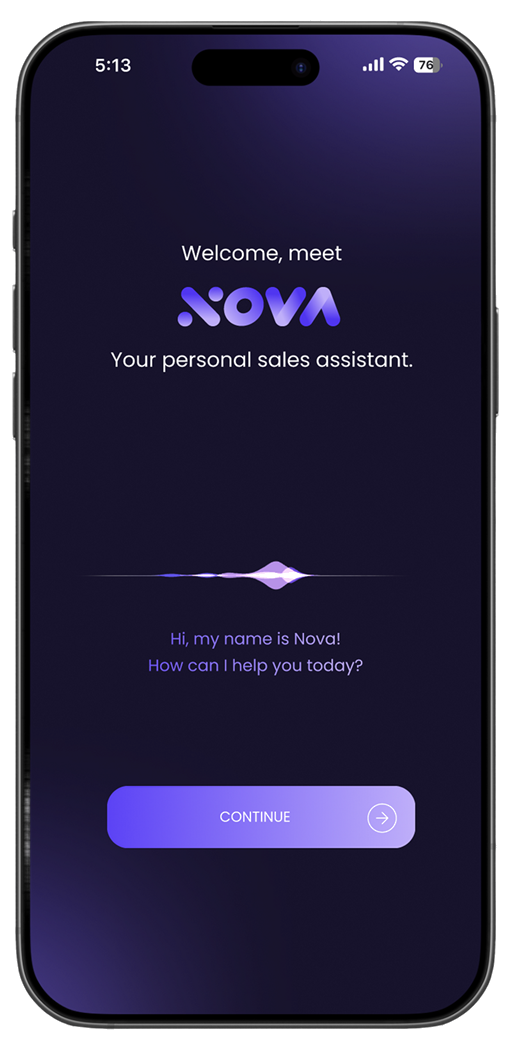 5:13
76
Welcome, meet
NOVA
Your personal sales assistant.
Hi, my name is Nova!
How can I help you today?
CONTINUE